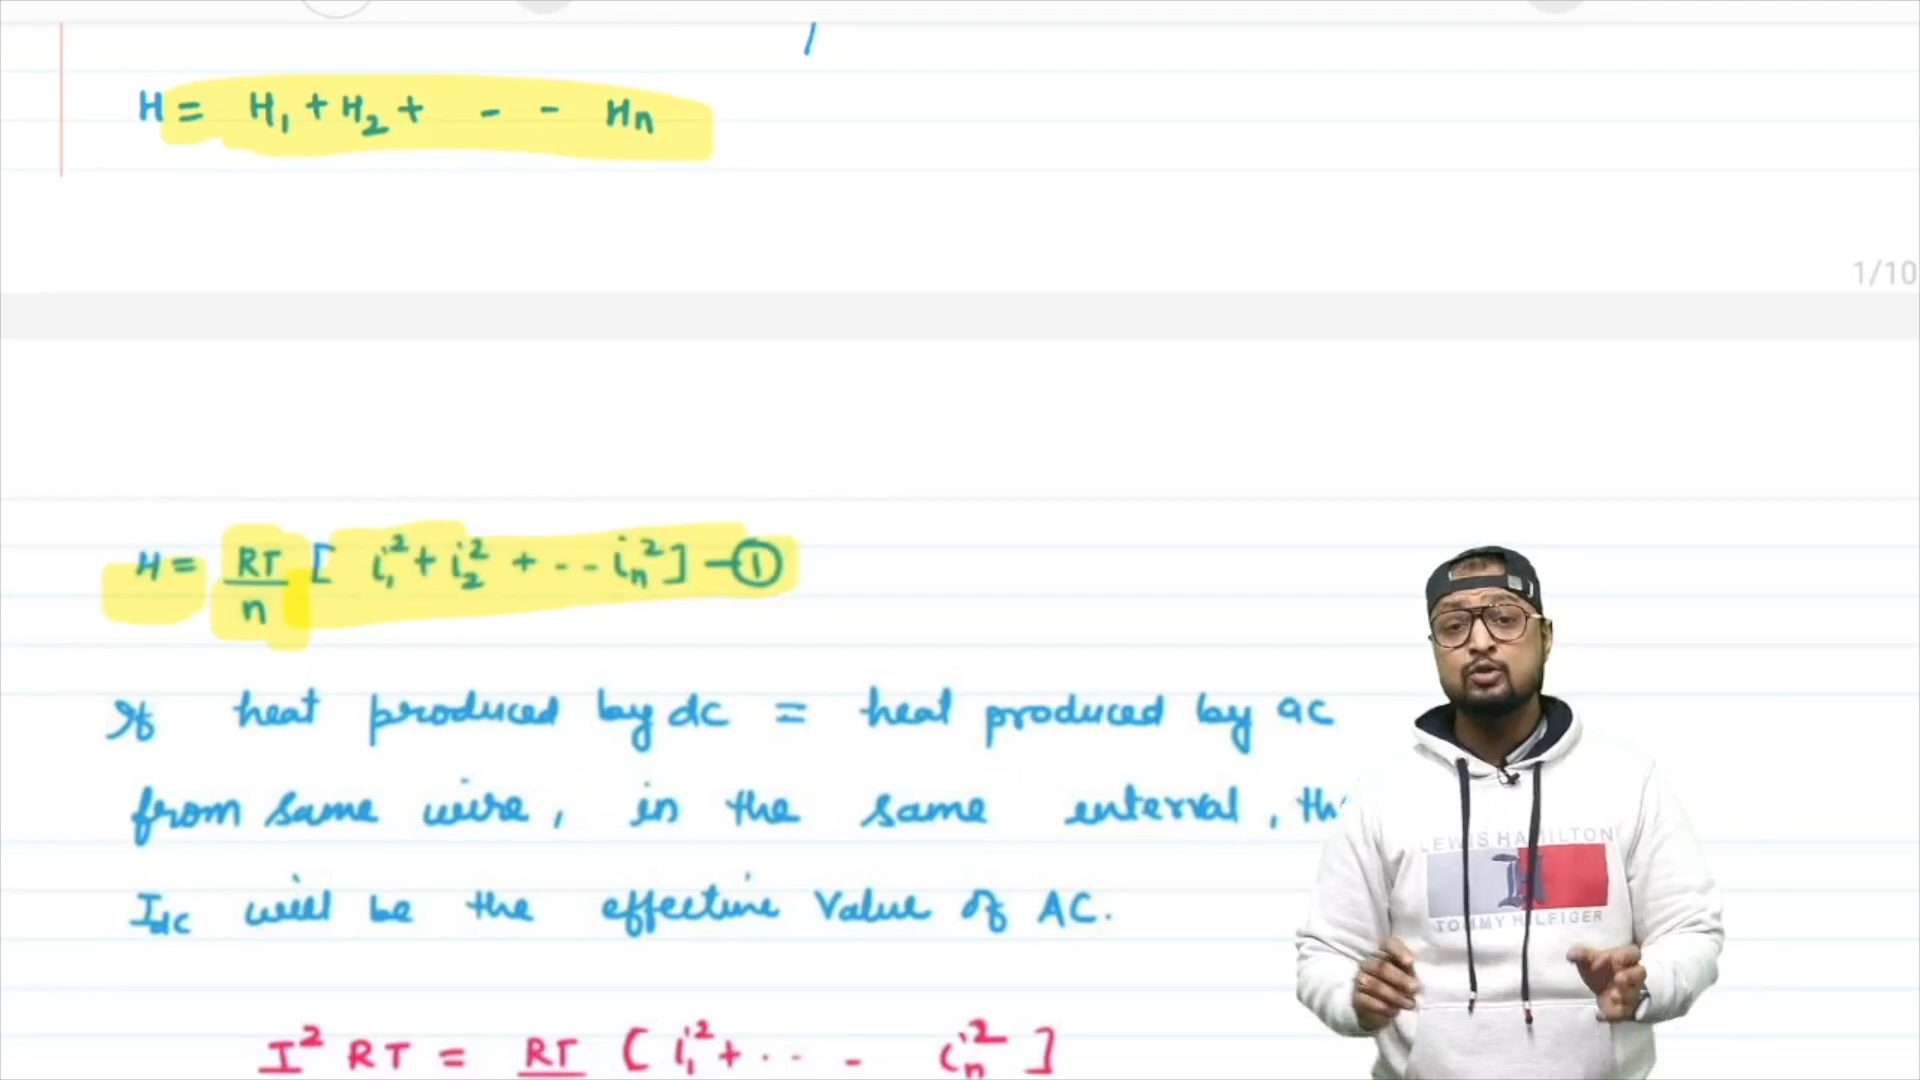 H = H₁ + H₂ + - - Hn
1/10
H = RT/n [ i₁² + i₂² + - - - iₙ² ] - ①
If heat produced by dc = heat produced by ac
from same wire, in the same interval, th
Idc will be the effective Value of AC.
LEWIS HAMILTON
TOMMY HILFIGER
I² RT = RT [ i₁² + . . . - iₙ² ]